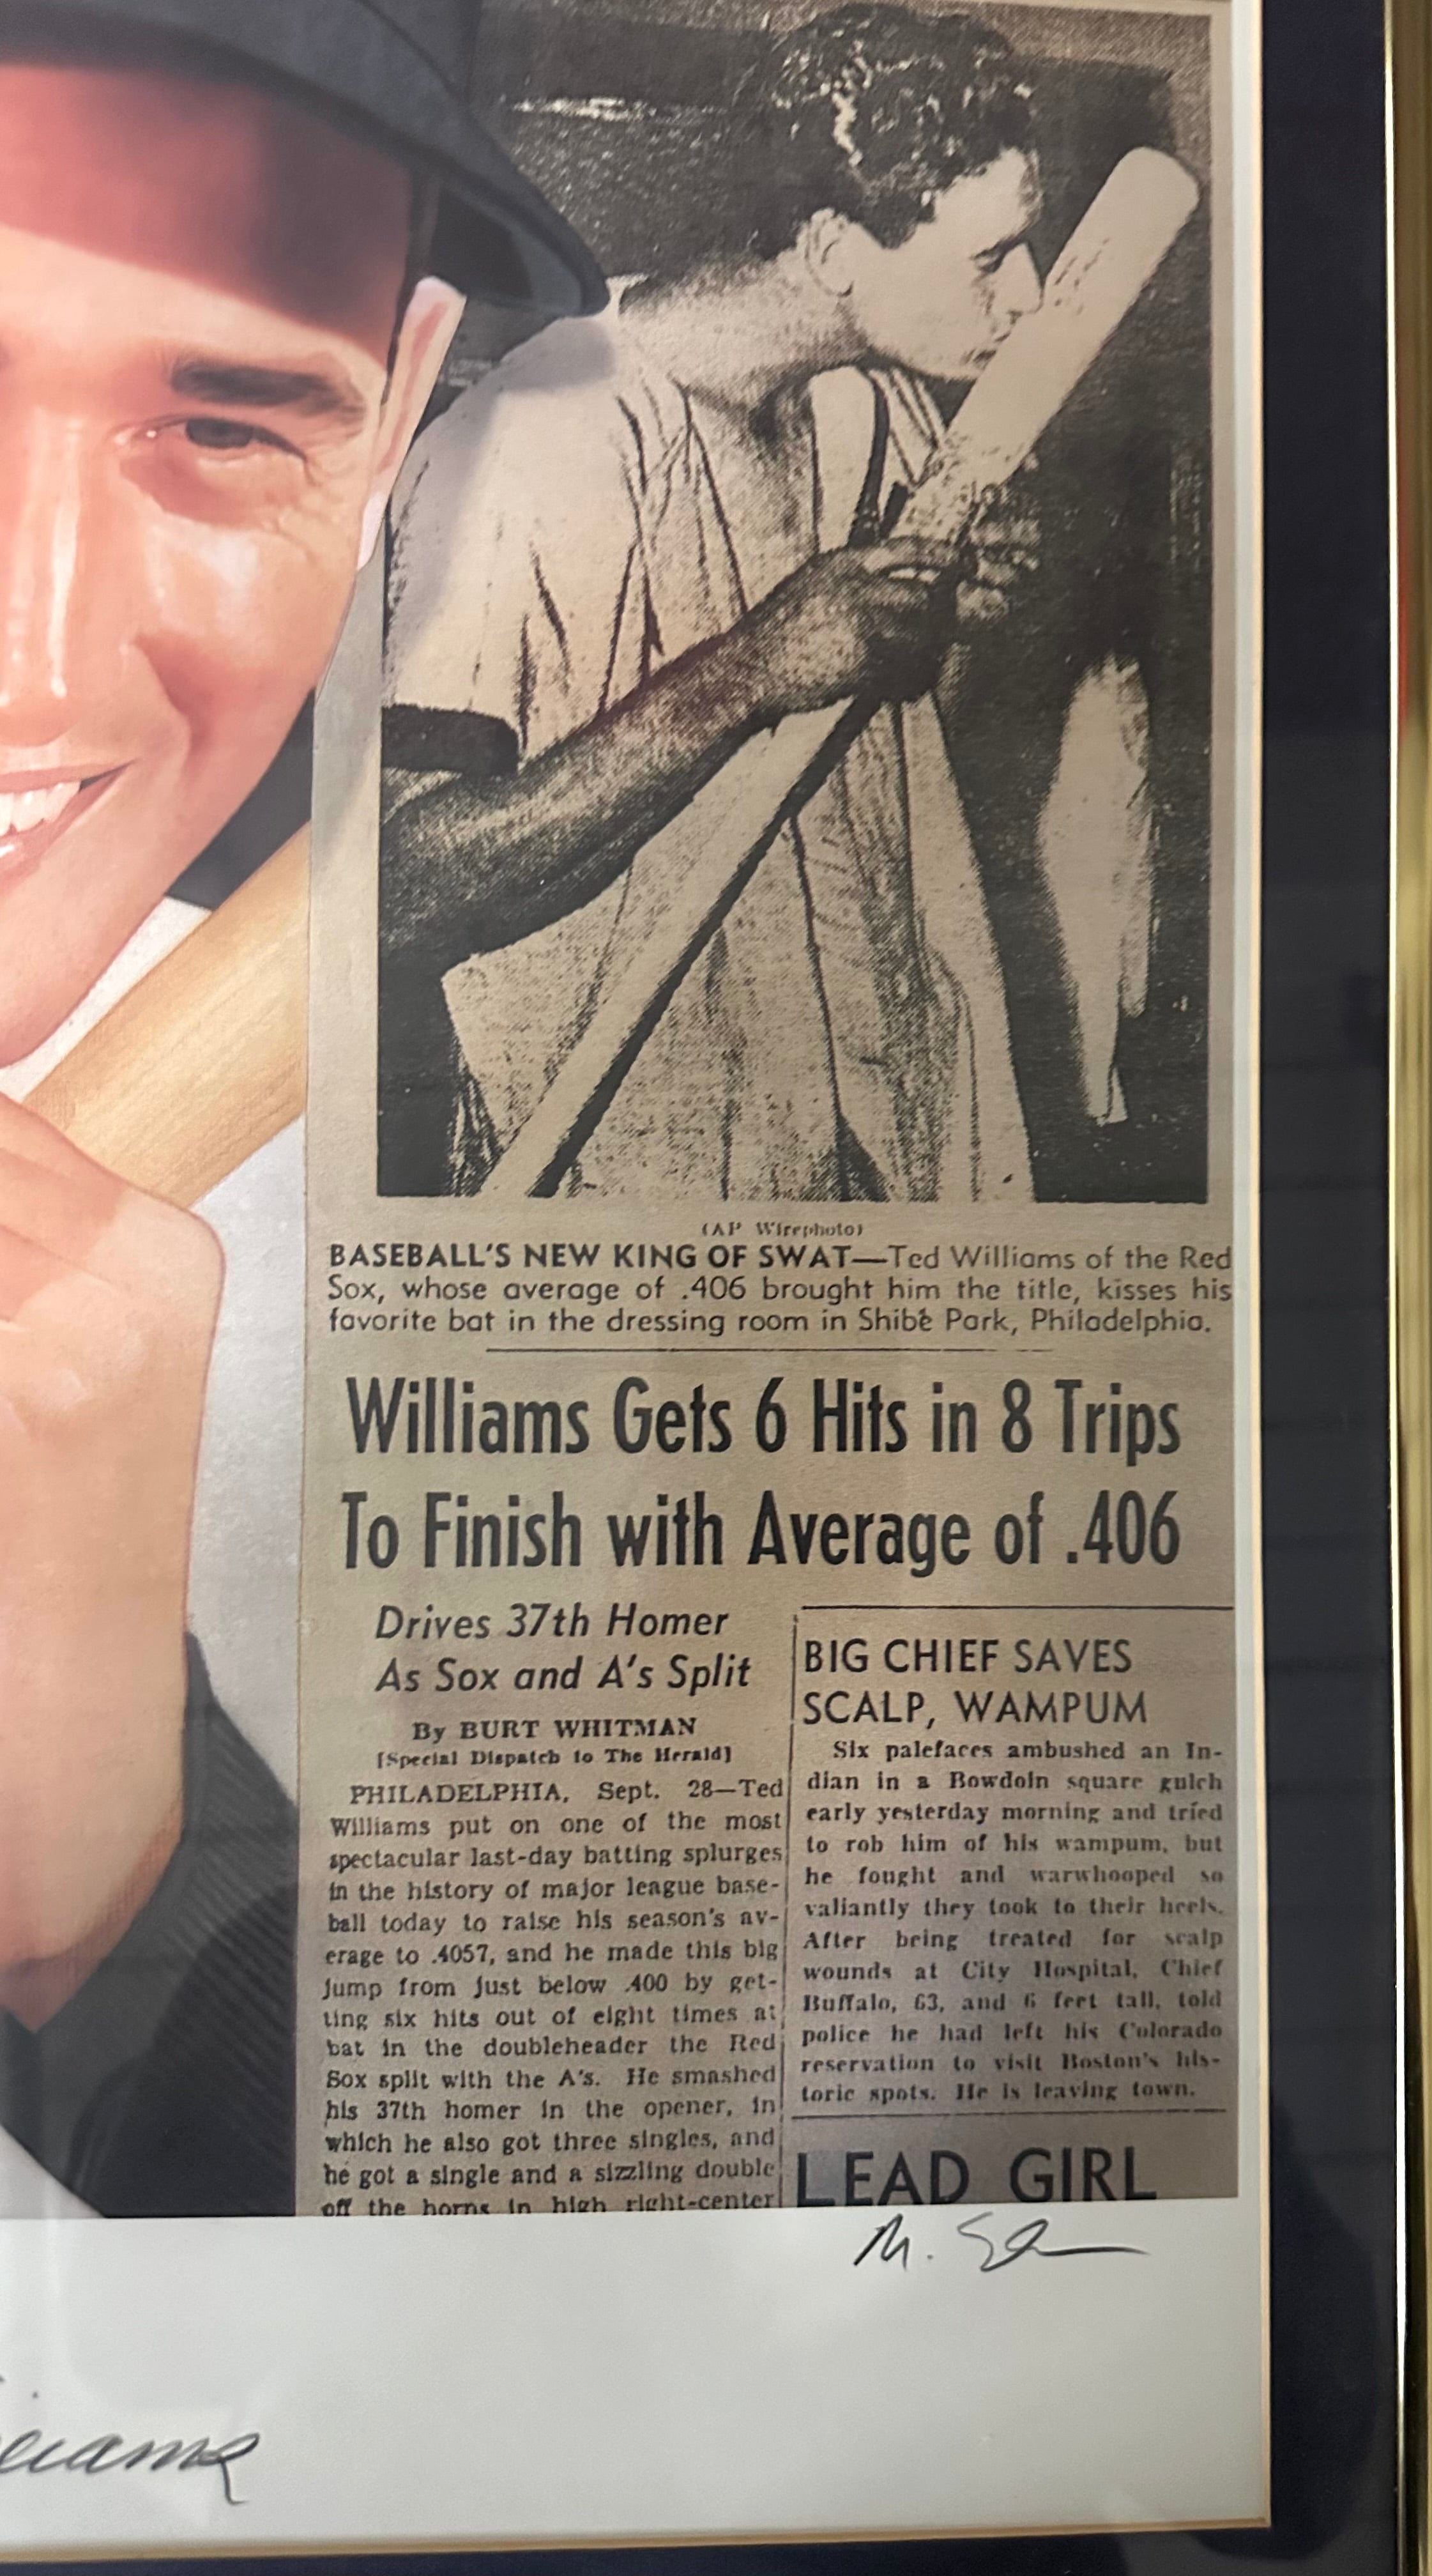 (AP Wirephoto)
BASEBALL'S NEW KING OF SWAT—Ted Williams of the Red
Sox, whose average of .406 brought him the title, kisses his
favorite bat in the dressing room in Shibe Park, Philadelphia.
Williams Gets 6 Hits in 8 Trips
To Finish with Average of .406
Drives 37th Homer
As Sox and A's Split
By BURT WHITMAN
[Special Dispatch to The Herald]
PHILADELPHIA, Sept. 28—Ted
Williams put on one of the most
spectacular last-day batting splurges
in the history of major league base-
ball today to raise his season's av-
erage to .4057, and he made this big
jump from just below .400 by get-
ting six hits out of eight times at
bat in the doubleheader the Red
Sox split with the A's. He smashed
his 37th homer in the opener, in
which he also got three singles, and
he got a single and a sizzling double
off the horns in high right-center
BIG CHIEF SAVES
SCALP, WAMPUM
Six palefaces ambushed an In-
dian in a Bowdoin square gulch
early yesterday morning and tried
to rob him of his wampum, but
he fought and warwhooped so
valiantly they took to their heels.
After being treated for scalp
wounds at City Hospital, Chief
Buffalo, 63, and 6 feet tall, told
police he had left his Colorado
reservation to visit Boston's his-
toric spots. He is leaving town.
LEAD GIRL
M.